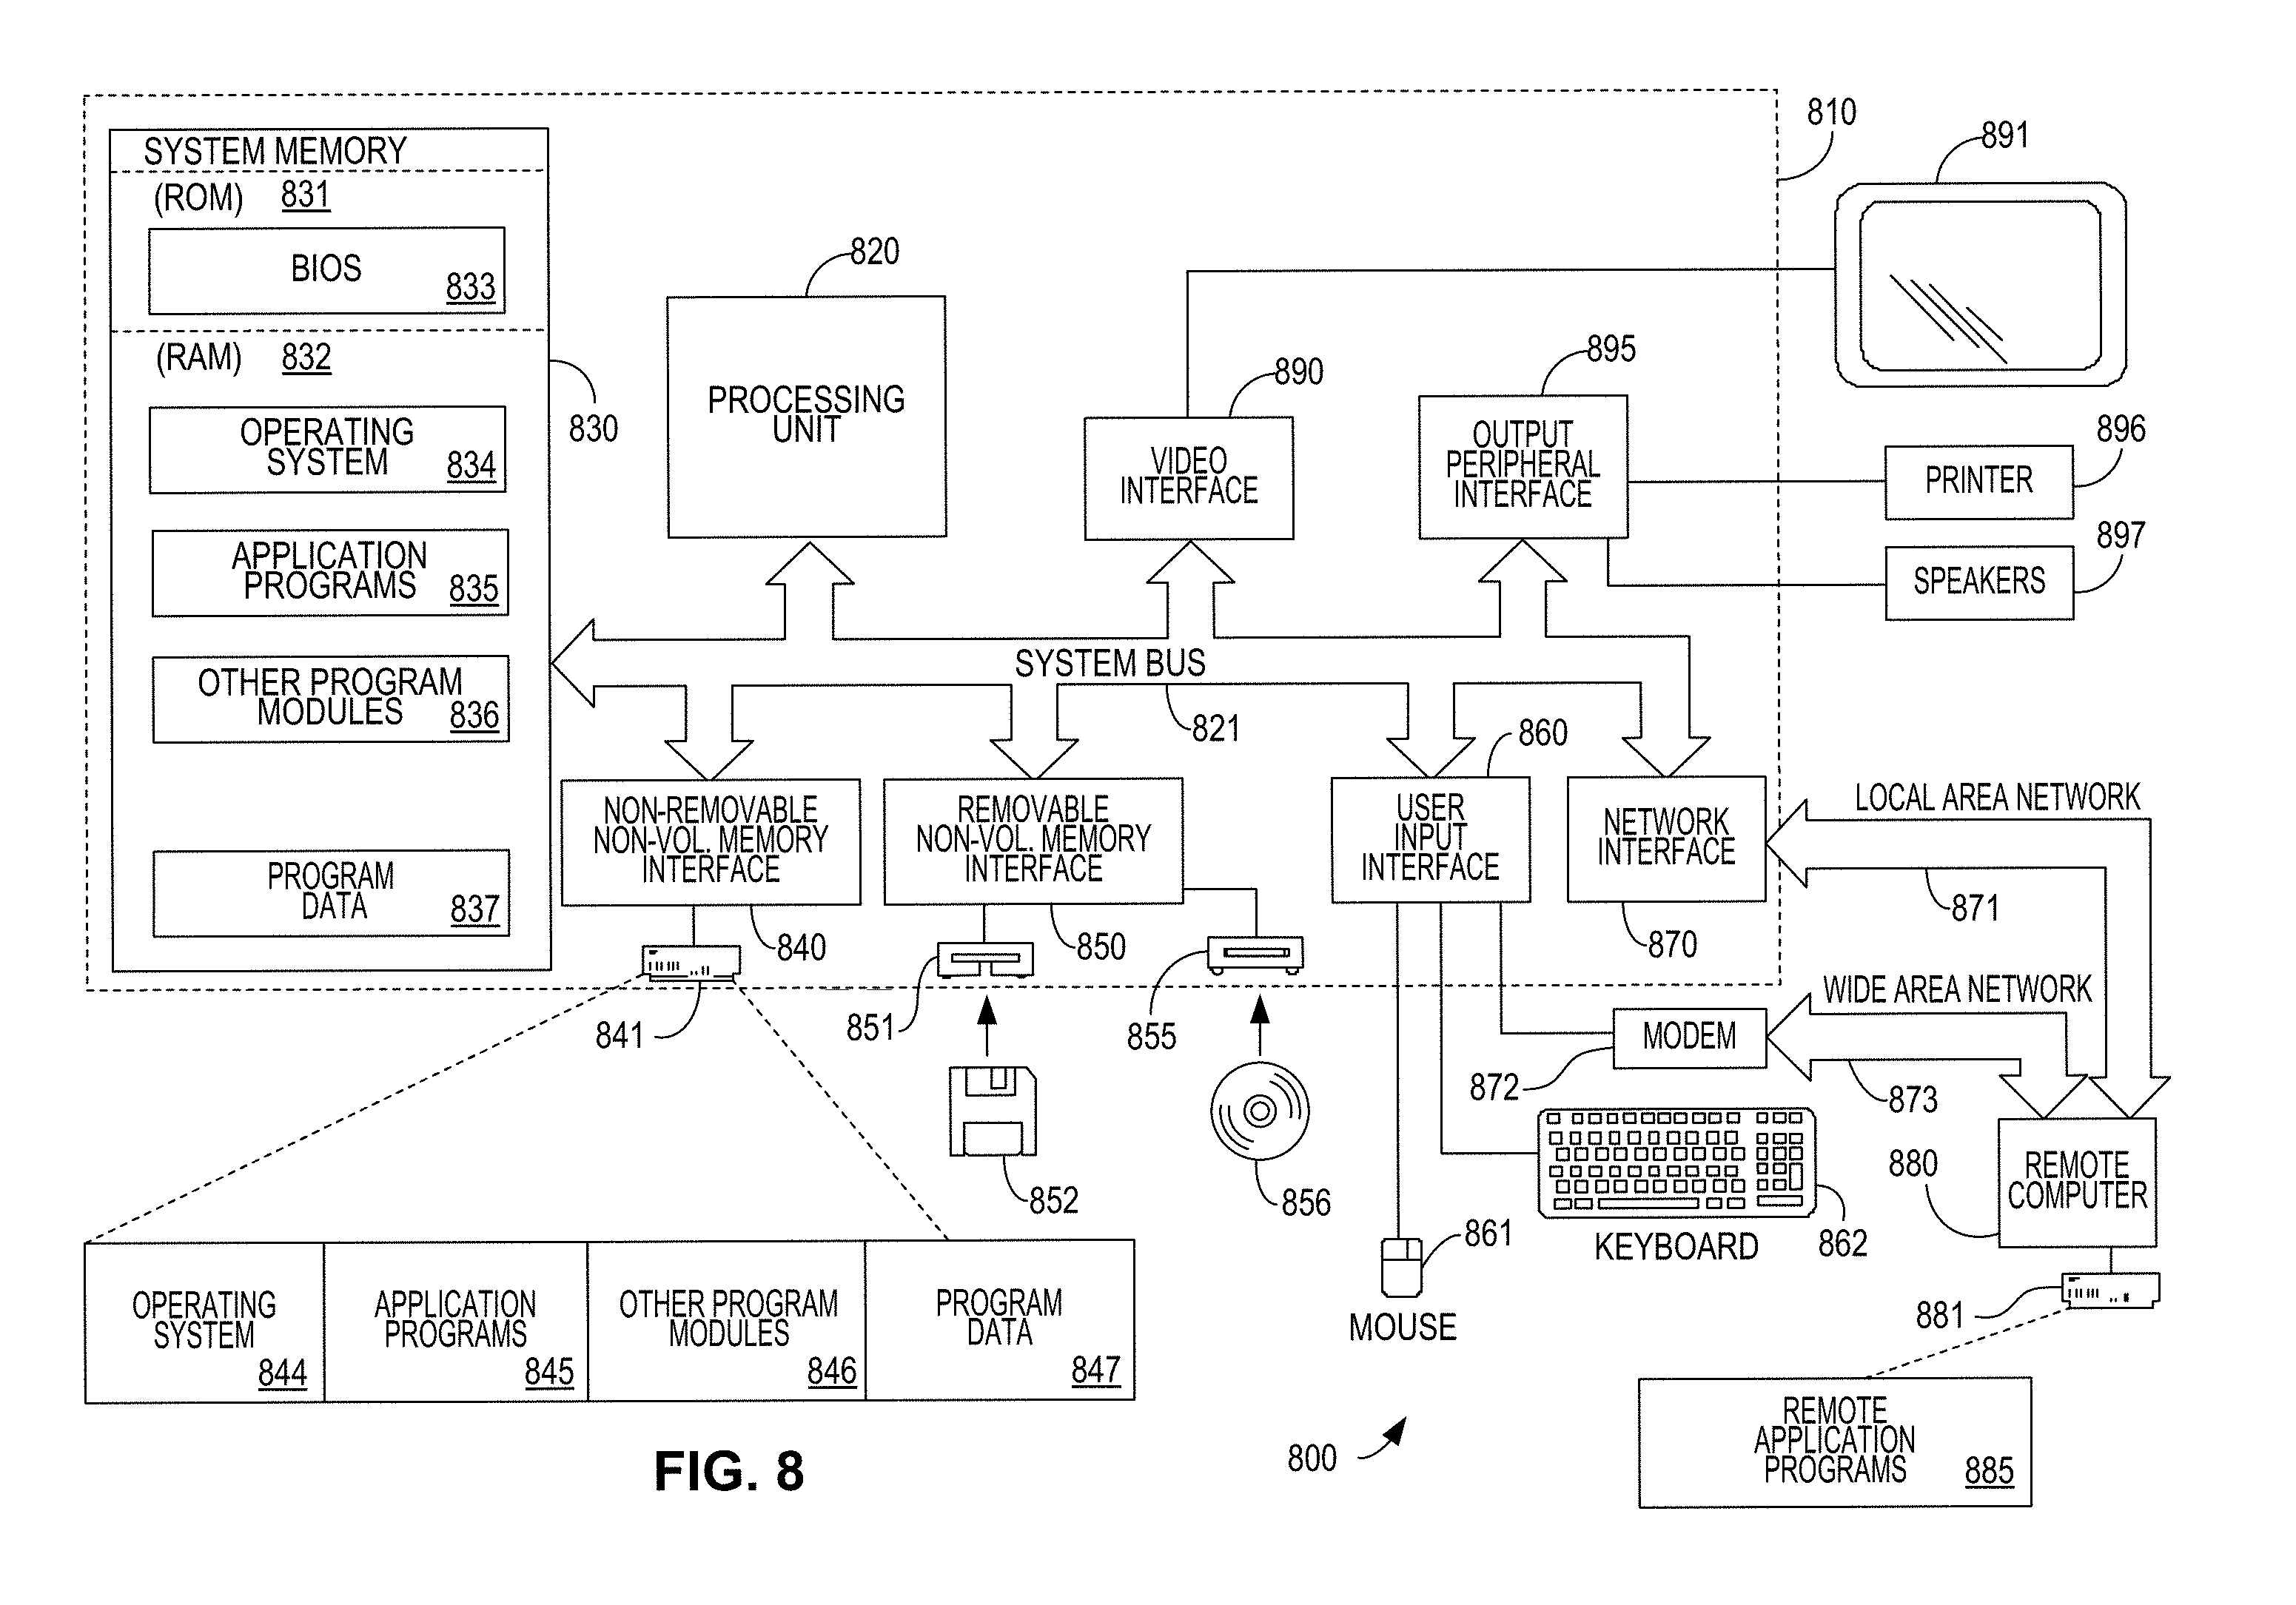 810
891
SYSTEM MEMORY
(ROM) 831
BIOS
833
(RAM) 832
OPERATING
SYSTEM
834
APPLICATION
PROGRAMS
835
OTHER PROGRAM
MODULES
836
PROGRAM
DATA
837
830
820
PROCESSING
UNIT
890
VIDEO
INTERFACE
895
OUTPUT
PERIPHERAL
INTERFACE
896
PRINTER
897
SPEAKERS
SYSTEM BUS
821
NON-REMOVABLE
NON-VOL. MEMORY
INTERFACE
840
REMOVABLE
NON-VOL. MEMORY
INTERFACE
850
860
USER
INPUT
INTERFACE
NETWORK
INTERFACE
870
LOCAL AREA NETWORK
871
WIDE AREA NETWORK
873
841
851
855
852
856
MODEM
872
861
MOUSE
KEYBOARD
862
880
REMOTE
COMPUTER
881
OPERATING
SYSTEM
844
APPLICATION
PROGRAMS
845
OTHER PROGRAM
MODULES
846
PROGRAM
DATA
847
REMOTE
APPLICATION
PROGRAMS
885
800
FIG. 8